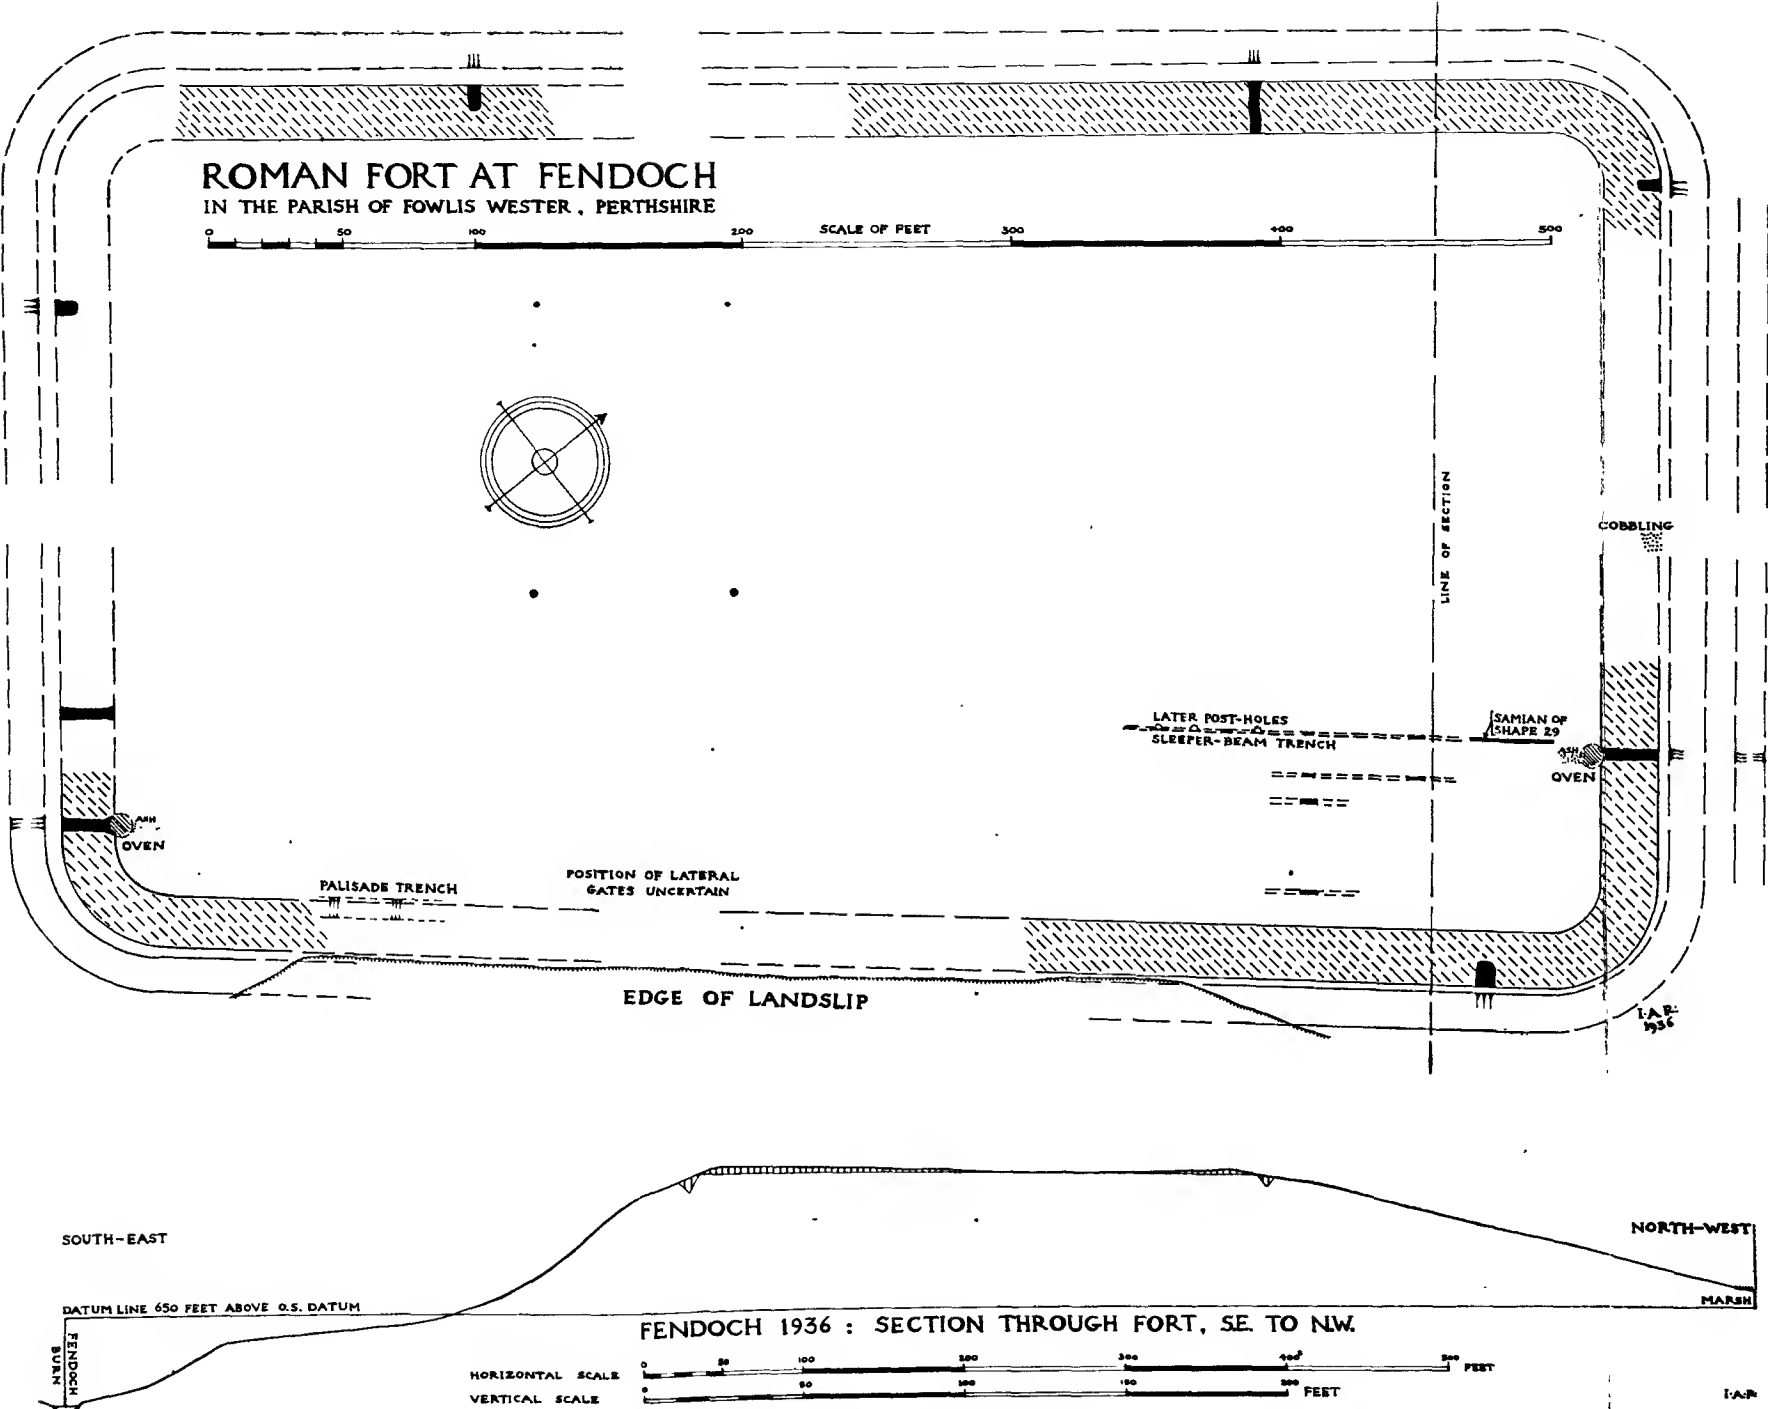 ROMAN FORT AT FENDOCH
IN THE PARISH OF FOWLIS WESTER, PERTHSHIRE
0 50 100 200 SCALE OF FEET 300 400 500
LINE OF SECTION
COBBLING
LATER POST-HOLES
SLEEPER-BEAM TRENCH
SAMIAN OF
SHAPE 29
ASH
OVEN
ASH
OVEN
PALISADE TRENCH
POSITION OF LATERAL
GATES UNCERTAIN
EDGE OF LANDSLIP
I.A.R.
1936
SOUTH-EAST
NORTH-WEST
DATUM LINE 650 FEET ABOVE O.S. DATUM
MARSH
FENDOCH
BURN
FENDOCH 1936 : SECTION THROUGH FORT, S.E. TO N.W.
HORIZONTAL SCALE 0 50 100 200 300 400 500 FEET
VERTICAL SCALE 0 50 100 150 200 FEET
I.A.R.